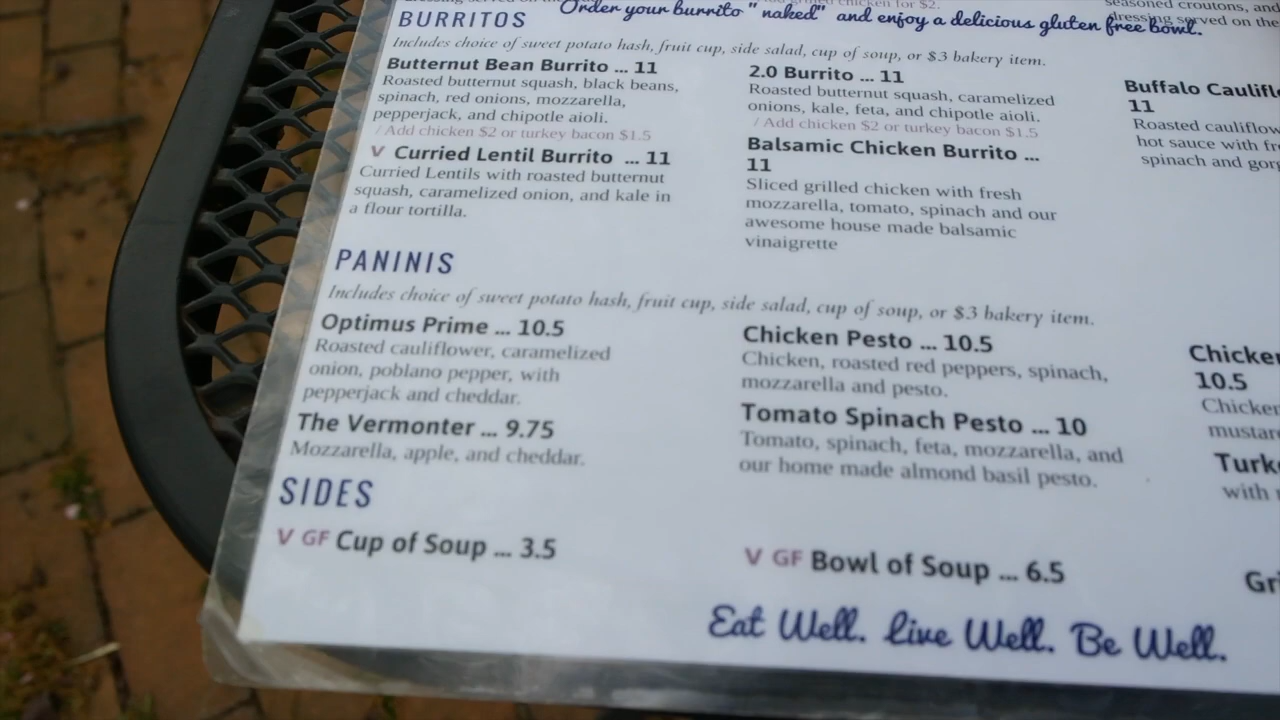 grilled chicken for $2.
seasoned croutons, and
dressing served on the
Order your burrito "naked" and enjoy a delicious gluten free bowl.
BURRITOS
Includes choice of sweet potato hash, fruit cup, side salad, cup of soup, or $3 bakery item.
Butternut Bean Burrito ... 11
Roasted butternut squash, black beans,
spinach, red onions, mozzarella,
pepperjack, and chipotle aioli.
/ Add chicken $2 or turkey bacon $1.5
V Curried Lentil Burrito ... 11
Curried Lentils with roasted butternut
squash, caramelized onion, and kale in
a flour tortilla.
2.0 Burrito ... 11
Roasted butternut squash, caramelized
onions, kale, feta, and chipotle aioli.
/ Add chicken $2 or turkey bacon $1.5
Balsamic Chicken Burrito ...
11
Sliced grilled chicken with fresh
mozzarella, tomato, spinach and our
awesome house made balsamic
vinaigrette
Buffalo
11
Roasted
hot sauce with
spinach and
PANINIS
Includes choice of sweet potato hash, fruit cup, side salad, cup of soup, or $3 bakery item.
Optimus Prime ... 10.5
Roasted cauliflower, caramelized
onion, poblano pepper, with
pepperjack and cheddar.
The Vermonter ... 9.75
Mozzarella, apple, and cheddar.
Chicken Pesto ... 10.5
Chicken, roasted red peppers, spinach,
mozzarella and pesto.
Tomato Spinach Pesto ... 10
Tomato, spinach, feta, mozzarella, and
our home made almond basil pesto.
Chicken
10.5
Chicken
with
SIDES
V GF Cup of Soup ... 3.5
V GF Bowl of Soup ... 6.5
Eat Well. Live Well. Be Well.